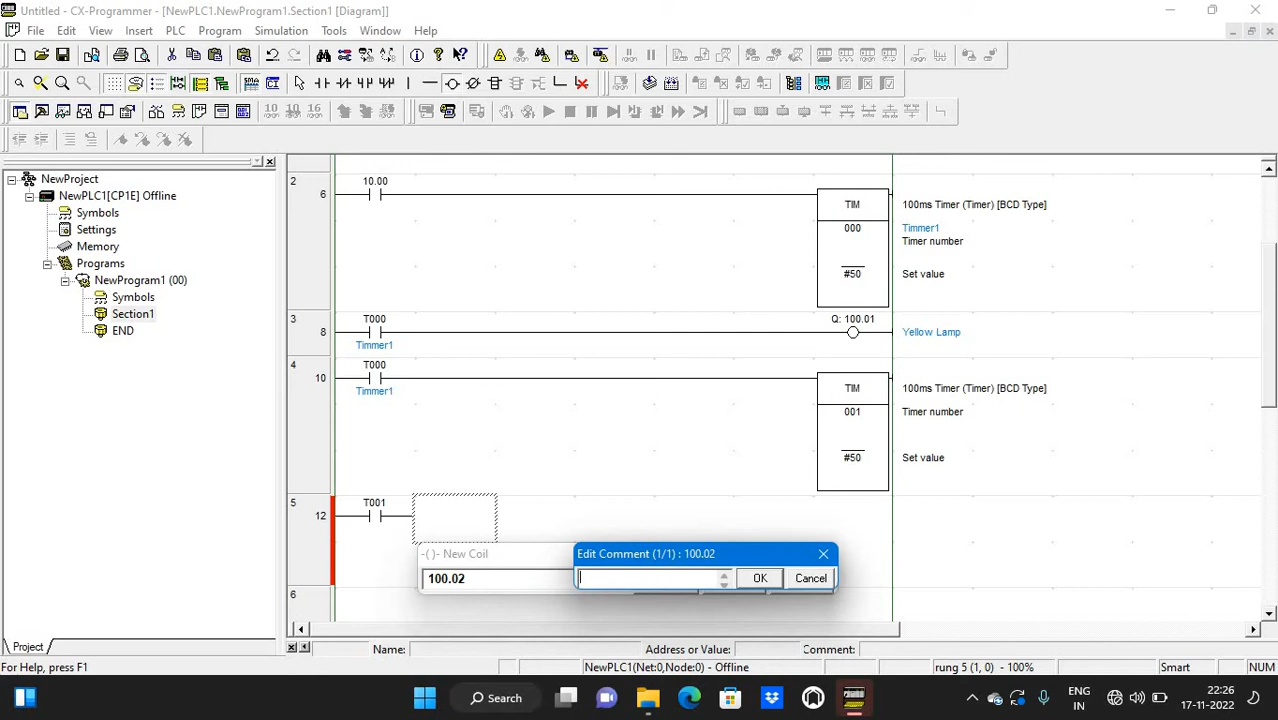 Untitled - CX-Programmer - [NewPLC1.NewProgram1.Section1 [Diagram]]
File Edit View Insert PLC Program Simulation Tools Window Help
NewProject
NewPLC1[CP1E] Offline
Symbols
Settings
Memory
Programs
NewProgram1 (00)
Symbols
Section1
END
Project
2
6
10.00
TIM
100ms Timer (Timer) [BCD Type]
000
Timmer1
Timer number
#50
Set value
3
8
T000
Timmer1
Q: 100.01
Yellow Lamp
4
10
T000
Timmer1
TIM
100ms Timer (Timer) [BCD Type]
001
Timer number
#50
Set value
5
12
T001
-( )- New Coil
100.02
Edit Comment (1/1) : 100.02
OK
Cancel
6
Name:
Address or Value:
Comment:
For Help, press F1
NewPLC1(Net:0,Node:0) - Offline
rung 5 (1, 0) - 100%
Smart
NUM
Search
ENG
IN
22:26
17-11-2022